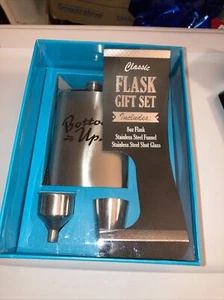 Classic
FLASK
GIFT SET
Includes:
8oz Flask
Stainless Steel Funnel
Stainless Steel Shot Glass
Bottoms
Up.